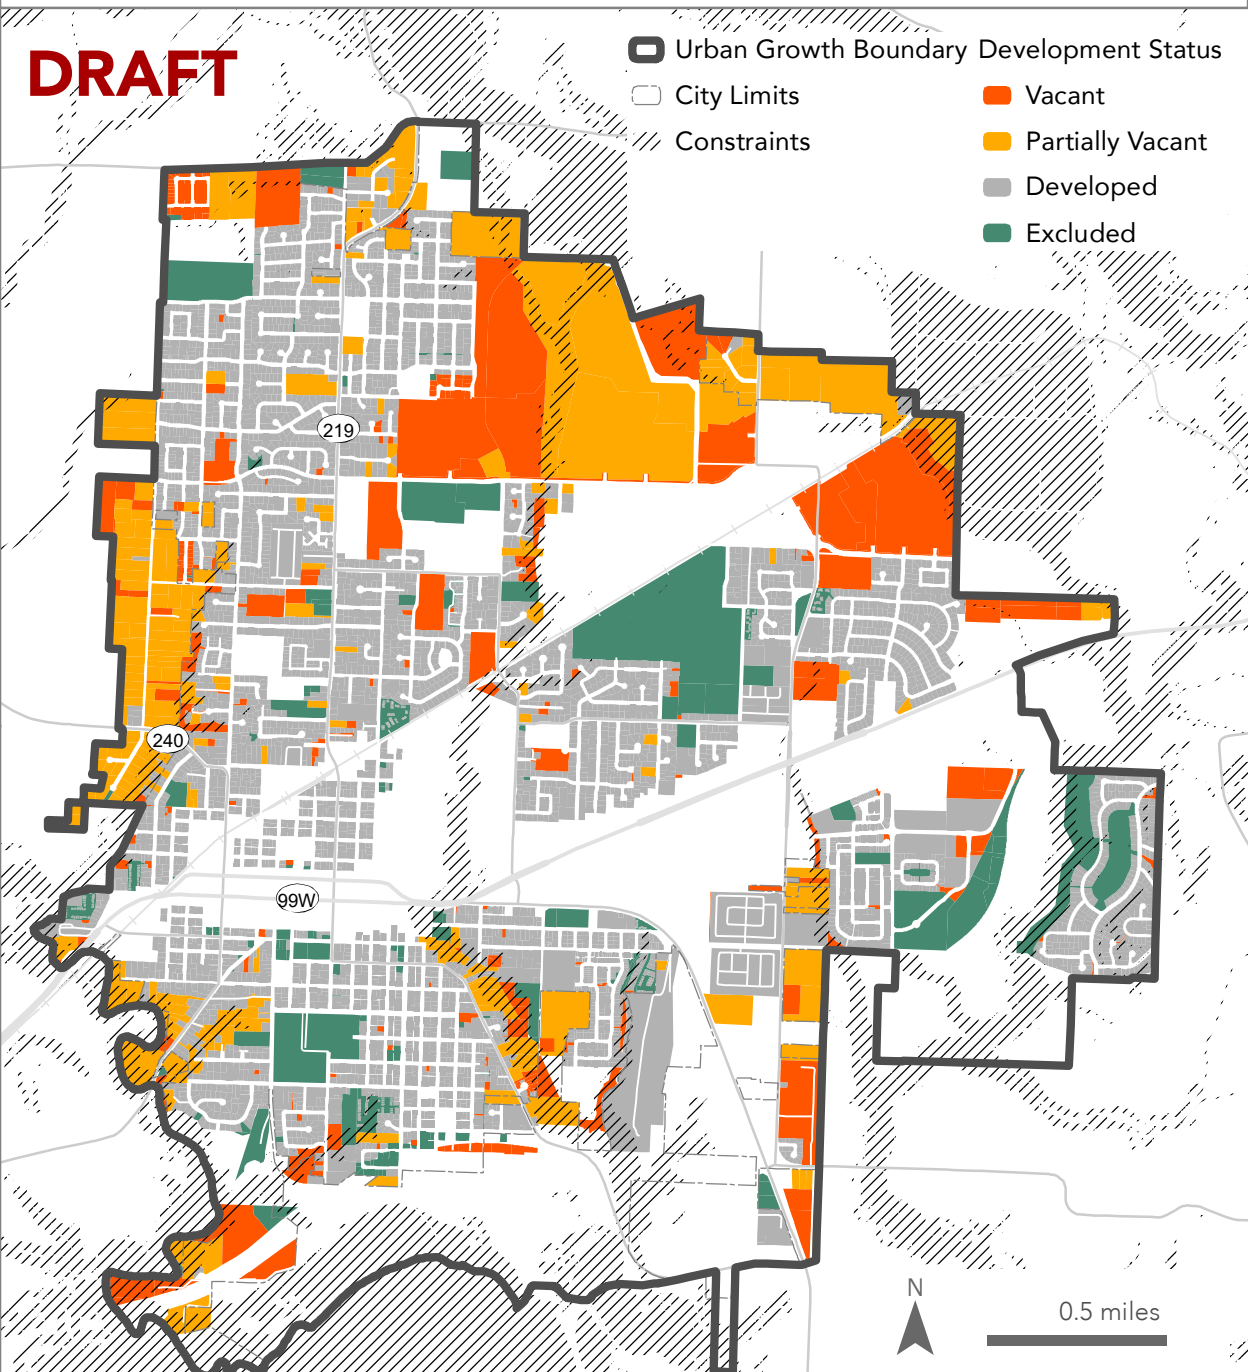 DRAFT
Urban Growth Boundary
City Limits
Constraints
Development Status
Vacant
Partially Vacant
Developed
Excluded
219
240
99W
N
0.5 miles